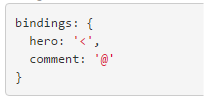 bindings: {
  hero: '<',
  comment: '@'
}